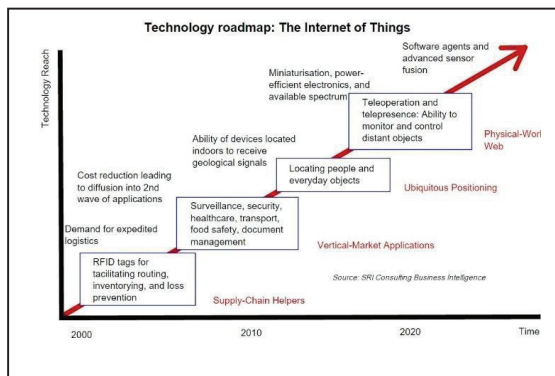 Technology roadmap: The Internet of Things
Technology Reach
Software agents and
advanced sensor
fusion
Miniaturisation, power-
efficient electronics, and
available spectrum
Teleoperation and
telepresence: Ability to
monitor and control
distant objects
Physical-Worl
Web
Ability of devices located
indoors to receive
geological signals
Locating people and
everyday objects
Ubiquitous Positioning
Cost reduction leading
to diffusion into 2nd
wave of applications
Surveillance, security,
healthcare, transport,
food safety, document
management
Vertical-Market Applications
Demand for expedited
logistics
RFID tags for
facilitating routing,
inventorying, and loss
prevention
Supply-Chain Helpers
Source: SRI Consulting Business Intelligence
2000
2010
2020
Time